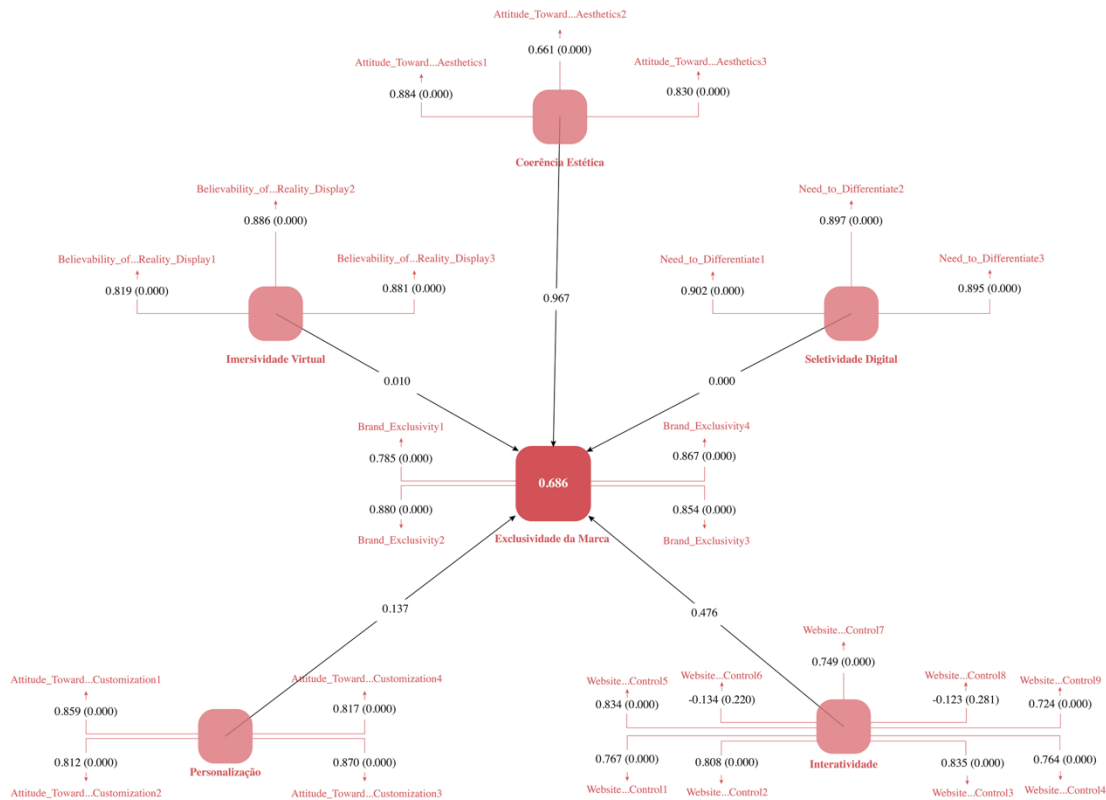 Attitude_Toward...Aesthetics2
0.661 (0.000)
Attitude_Toward...Aesthetics1
0.884 (0.000)
Attitude_Toward...Aesthetics3
0.830 (0.000)
Coerência Estética
Believability_of...Reality_Display2
0.886 (0.000)
Believability_of...Reality_Display1
0.819 (0.000)
Believability_of...Reality_Display3
0.881 (0.000)
Imersividade Virtual
Need_to_Differentiate2
0.897 (0.000)
Need_to_Differentiate1
0.902 (0.000)
Need_to_Differentiate3
0.895 (0.000)
Seletividade Digital
0.967
0.010
0.000
Brand_Exclusivity1
0.785 (0.000)
Brand_Exclusivity4
0.867 (0.000)
0.686
0.880 (0.000)
Brand_Exclusivity2
0.854 (0.000)
Brand_Exclusivity3
Exclusividade da Marca
0.137
0.476
Attitude_Toward...Customization1
0.859 (0.000)
Attitude_Toward...Customization4
0.817 (0.000)
0.812 (0.000)
Attitude_Toward...Customization2
0.870 (0.000)
Attitude_Toward...Customization3
Personalização
Website...Control7
0.749 (0.000)
Website...Control5
0.834 (0.000)
Website...Control6
-0.134 (0.220)
Website...Control8
-0.123 (0.281)
Website...Control9
0.724 (0.000)
0.767 (0.000)
Website...Control1
0.808 (0.000)
Website...Control2
Interatividade
0.835 (0.000)
Website...Control3
0.764 (0.000)
Website...Control4